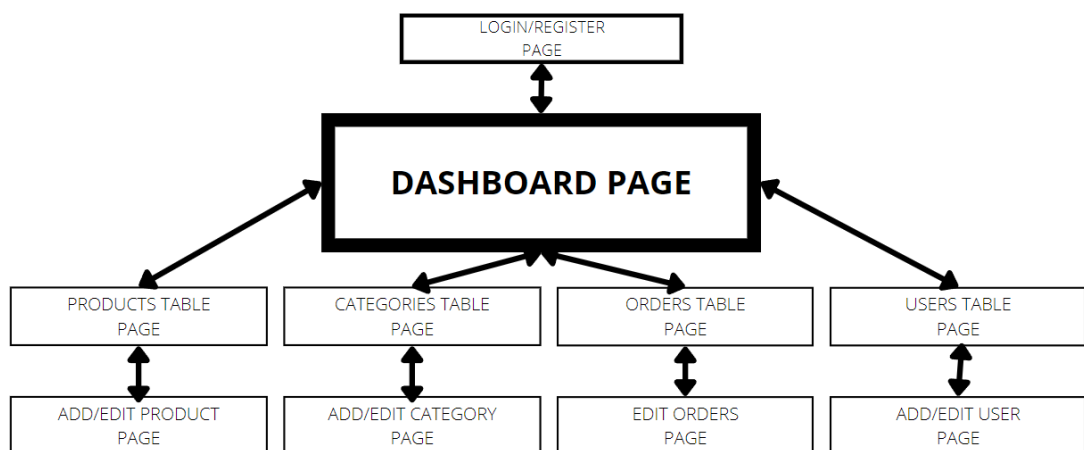 LOGIN/REGISTER
PAGE
DASHBOARD PAGE
PRODUCTS TABLE
PAGE
CATEGORIES TABLE
PAGE
ORDERS TABLE
PAGE
USERS TABLE
PAGE
ADD/EDIT PRODUCT
PAGE
ADD/EDIT CATEGORY
PAGE
EDIT ORDERS
PAGE
ADD/EDIT USER
PAGE